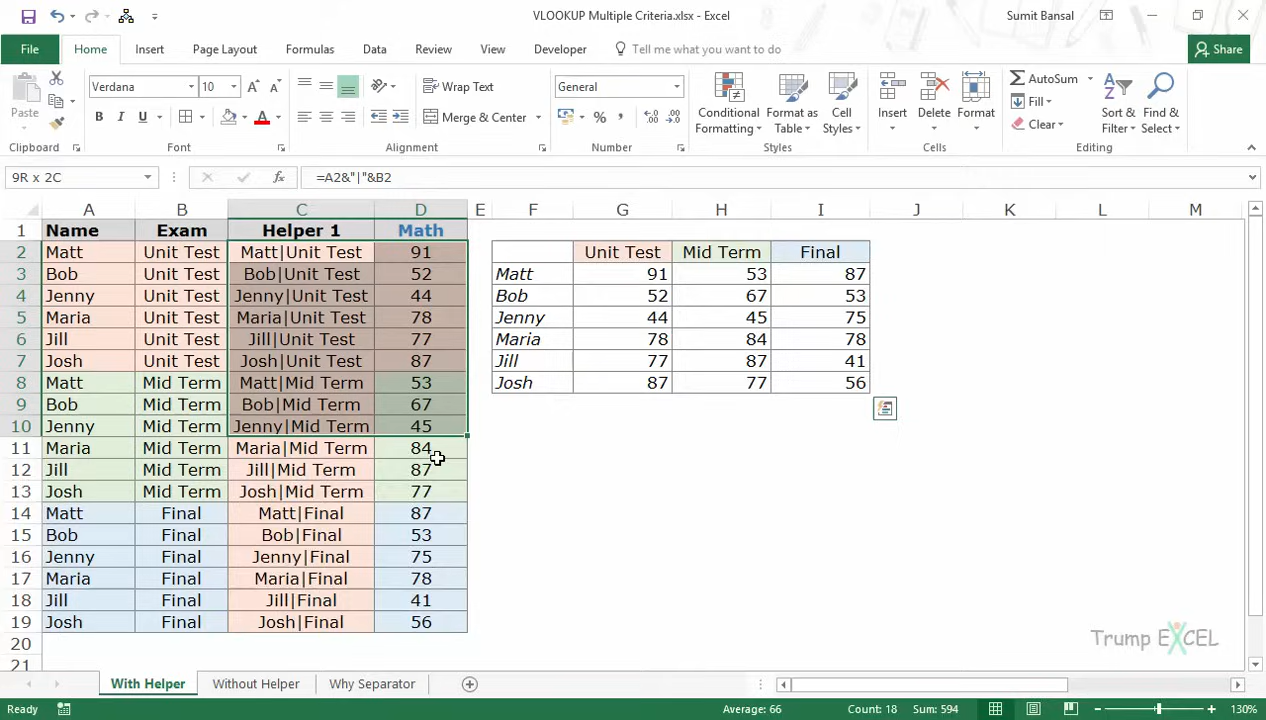 VLOOKUP Multiple Criteria.xlsx - Excel
Sumit Bansal
File Home Insert Page Layout Formulas Data Review View Developer Tell me what you want to do Share
Paste
Clipboard
Verdana 10
B I U
Font
Wrap Text
Merge & Center
Alignment
General
Number
Conditional Formatting
Format as Table
Cell Styles
Styles
Insert
Delete
Format
Cells
AutoSum
Fill
Clear
Sort & Filter
Find & Select
Editing
9R x 2C fx =A2&"|"&B2
A B C D E F G H I J K L M
1 Name Exam Helper 1 Math
2 Matt Unit Test Matt|Unit Test 91 Unit Test Mid Term Final
3 Bob Unit Test Bob|Unit Test 52 Matt 91 53 87
4 Jenny Unit Test Jenny|Unit Test 44 Bob 52 67 53
5 Maria Unit Test Maria|Unit Test 78 Jenny 44 45 75
6 Jill Unit Test Jill|Unit Test 77 Maria 78 84 78
7 Josh Unit Test Josh|Unit Test 87 Jill 77 87 41
8 Matt Mid Term Matt|Mid Term 53 Josh 87 77 56
9 Bob Mid Term Bob|Mid Term 67
10 Jenny Mid Term Jenny|Mid Term 45
11 Maria Mid Term Maria|Mid Term 84
12 Jill Mid Term Jill|Mid Term 87
13 Josh Mid Term Josh|Mid Term 77
14 Matt Final Matt|Final 87
15 Bob Final Bob|Final 53
16 Jenny Final Jenny|Final 75
17 Maria Final Maria|Final 78
18 Jill Final Jill|Final 41
19 Josh Final Josh|Final 56
20
21
Trump EXCEL
With Helper Without Helper Why Separator
Ready Average: 66 Count: 18 Sum: 594 130%